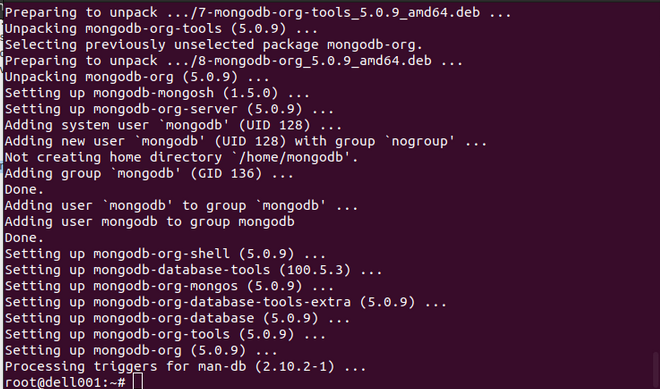 Preparing to unpack .../7-mongodb-org-tools_5.0.9_amd64.deb ...
Unpacking mongodb-org-tools (5.0.9) ...
Selecting previously unselected package mongodb-org.
Preparing to unpack .../8-mongodb-org_5.0.9_amd64.deb ...
Unpacking mongodb-org (5.0.9) ...
Setting up mongodb-mongosh (1.5.0) ...
Setting up mongodb-org-server (5.0.9) ...
Adding system user `mongodb' (UID 128) ...
Adding new user `mongodb' (UID 128) with group `nogroup' ...
Not creating home directory `/home/mongodb'.
Adding group `mongodb' (GID 136) ...
Done.
Adding user `mongodb' to group `mongodb' ...
Adding user mongodb to group mongodb
Done.
Setting up mongodb-org-shell (5.0.9) ...
Setting up mongodb-database-tools (100.5.3) ...
Setting up mongodb-org-mongos (5.0.9) ...
Setting up mongodb-org-database-tools-extra (5.0.9) ...
Setting up mongodb-org-database (5.0.9) ...
Setting up mongodb-org-tools (5.0.9) ...
Setting up mongodb-org (5.0.9) ...
Processing triggers for man-db (2.10.2-1) ...
root@dell001:~#